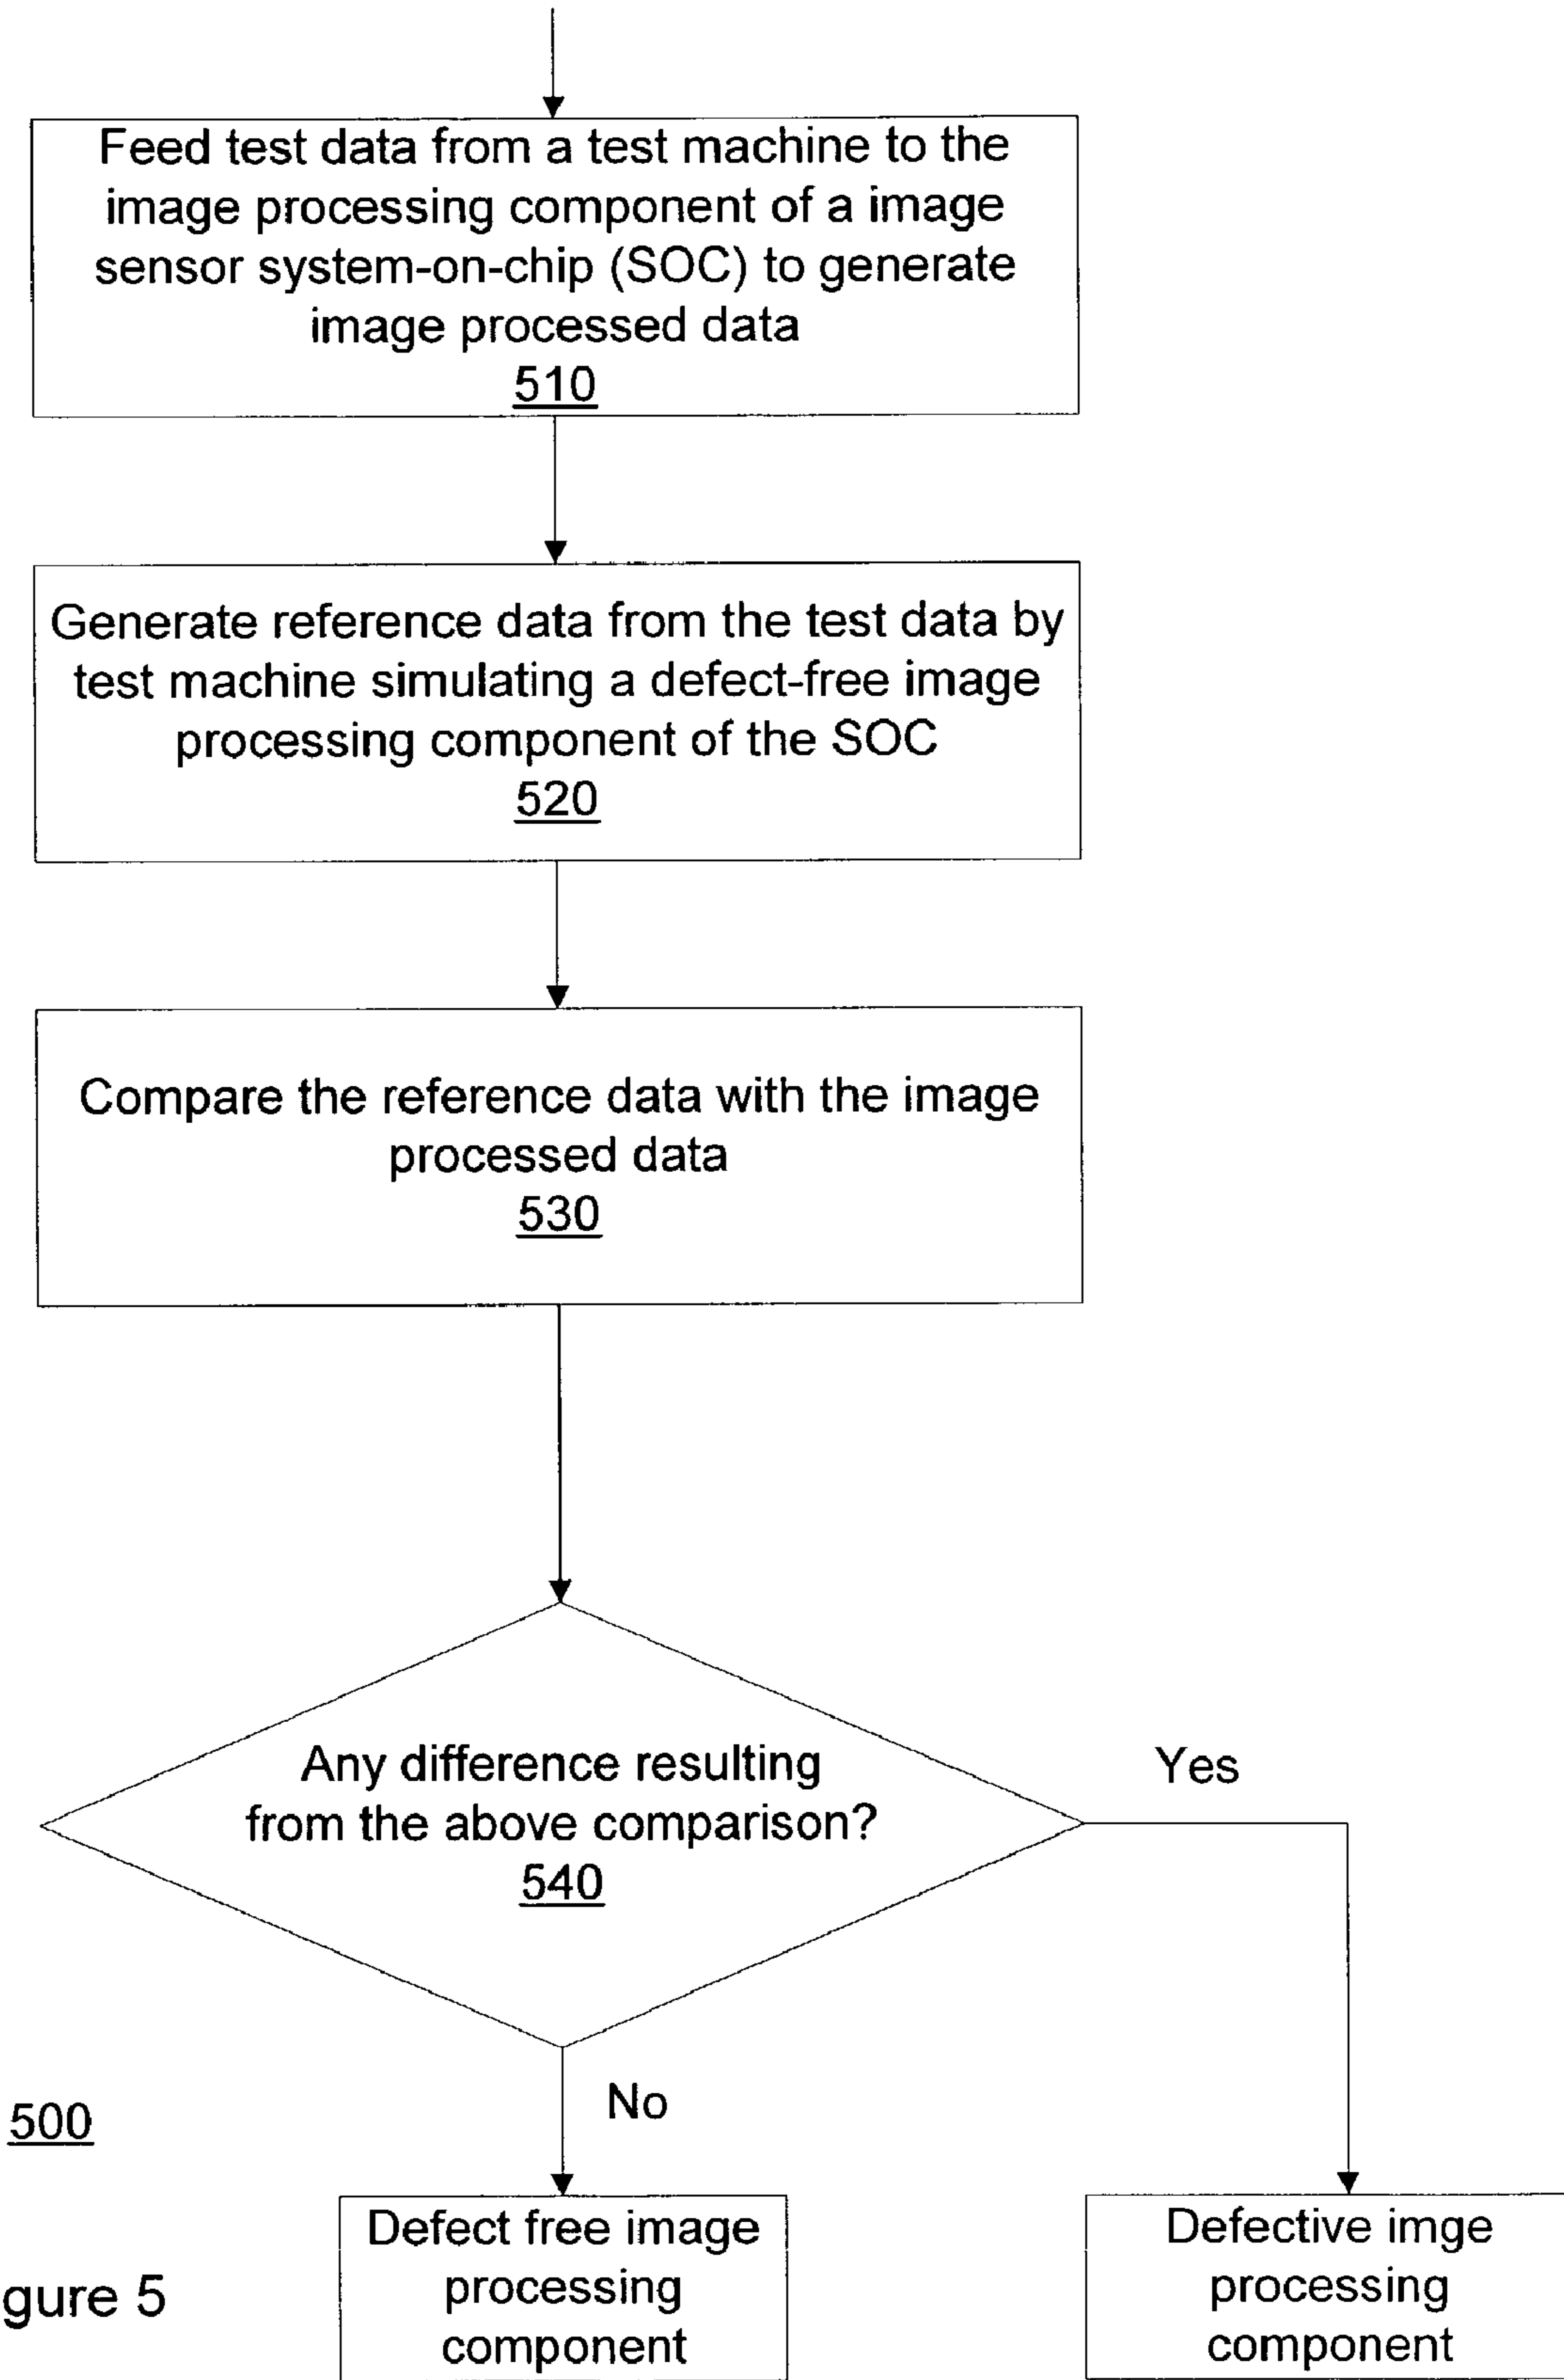 Feed test data from a test machine to the
image processing component of a image
sensor system-on-chip (SOC) to generate
image processed data
510
Generate reference data from the test data by
test machine simulating a defect-free image
processing component of the SOC
520
Compare the reference data with the image
processed data
530
Any difference resulting
from the above comparison?
540
Yes
No
500
Defect free image
processing
component
Defective imge
processing
component
gure 5